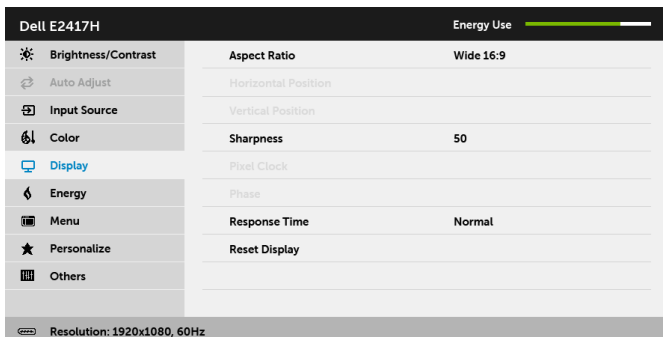 Dell E2417H Energy Use
Brightness/Contrast Aspect Ratio Wide 16:9
Auto Adjust Horizontal Position
Input Source Vertical Position
Color Sharpness 50
Display Pixel Clock
Energy Phase
Menu Response Time Normal
Personalize Reset Display
Others
Resolution: 1920x1080, 60Hz